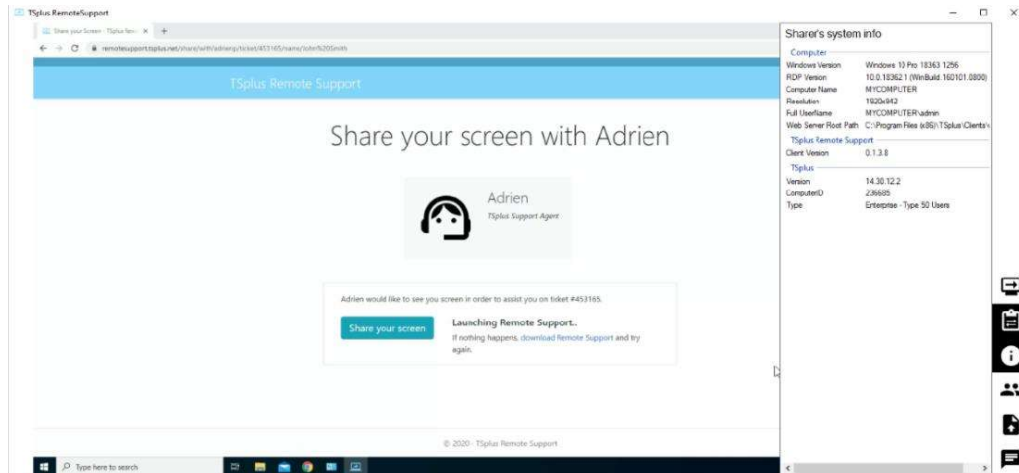 TSplus RemoteSupport
Share your Screen - TSplus Rem
remotesupport.tsplus.net/share/with/adrienp/ticket/453165/name/John%20Smith
TSplus Remote Support
Share your screen with Adrien
Adrien
TSplus Support Agent
Adrien would like to see you screen in order to assist you on ticket #453165.
Share your screen
Launching Remote Support..
If nothing happens, download Remote Support and try
again.
© 2020 - TSplus Remote Support
Type here to search
Sharer's system info
Computer
Windows Version Windows 10 Pro 18363.1256
RDP Version 10.0.18362.1 (WinBuild.160101.0800)
Computer Name MYCOMPUTER
Resolution 1920x942
Full UserName MYCOMPUTER\admin
Web Server Root Path C:\Program Files (x86)\TSplus\Clients\
TSplus Remote Support
Client Version 0.1.3.8
TSplus
Version 14.30.12.2
ComputerID 236685
Type Enterprise - Type 50 Users